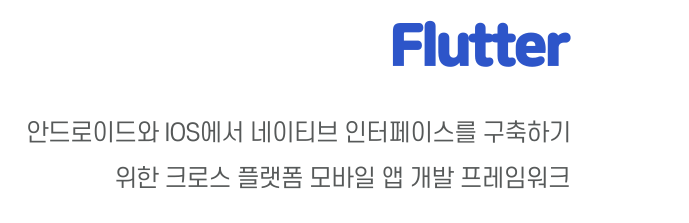 Flutter
안드로이드와 IOS에서 네이티브 인터페이스를 구축하기
위한 크로스 플랫폼 모바일 앱 개발 프레임워크